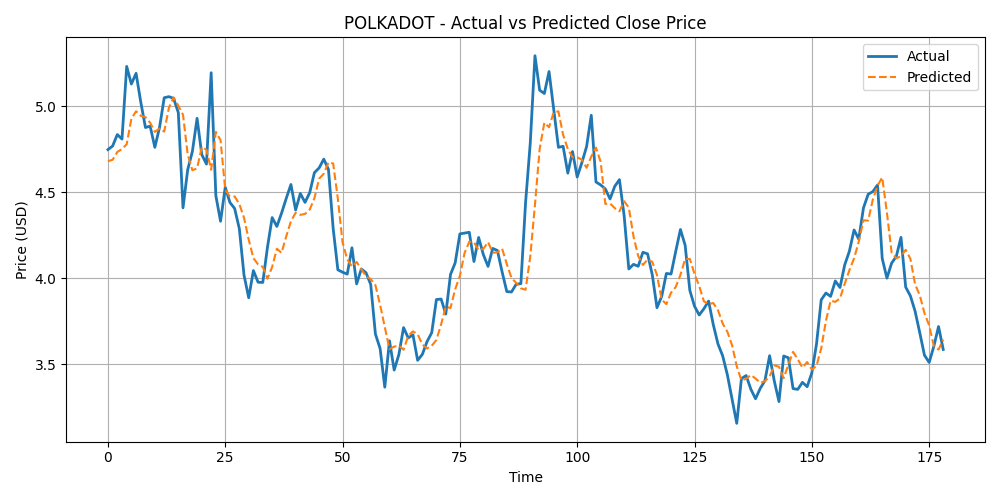 POLKADOT - Actual vs Predicted Close Price
Actual
Predicted
5.0
4.5
4.0
3.5
Price (USD)
0 25 50 75 100 125 150 175
Time